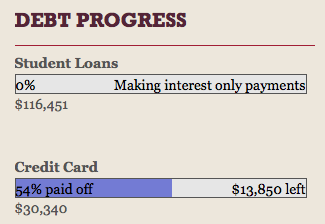 DEBT PROGRESS
Student Loans
0% Making interest only payments
$116,451
Credit Card
54% paid off $13,850 left
$30,340